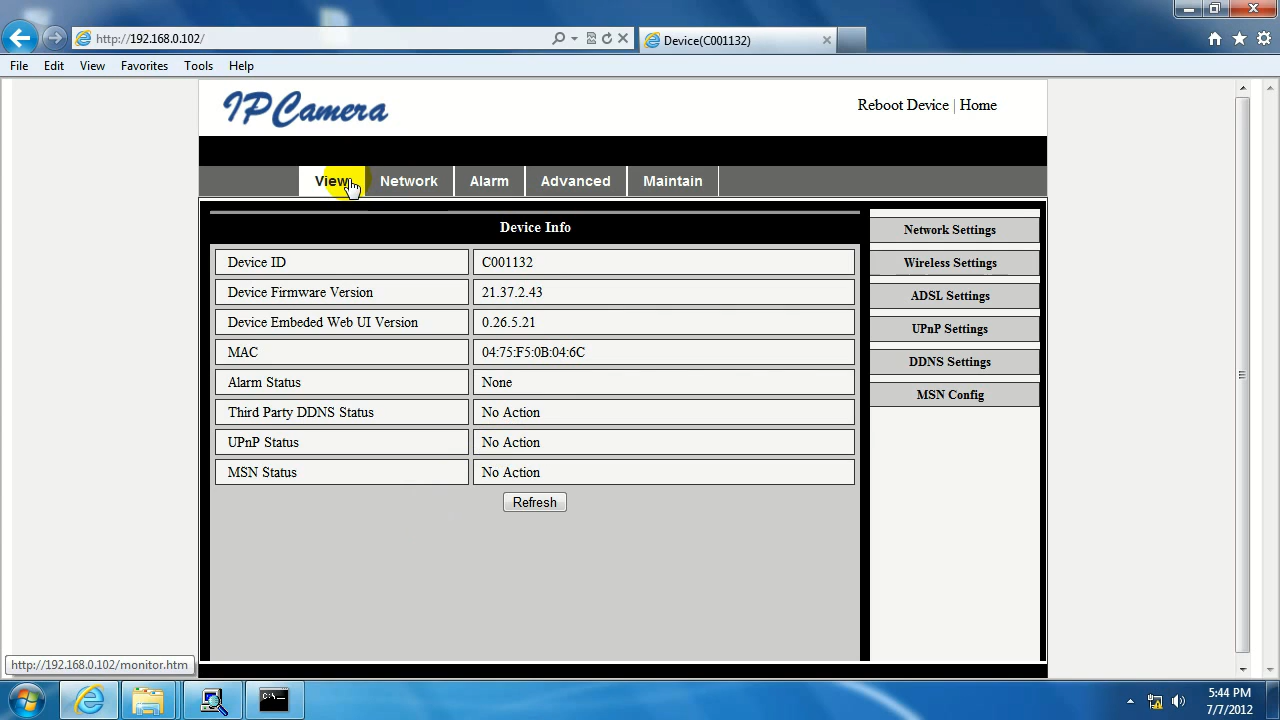 http://192.168.0.102/
Device(C001132)
File Edit View Favorites Tools Help
IPCamera
Reboot Device | Home
View Network Alarm Advanced Maintain
Device Info
Device ID C001132
Device Firmware Version 21.37.2.43
Device Embeded Web UI Version 0.26.5.21
MAC 04:75:F5:0B:04:6C
Alarm Status None
Third Party DDNS Status No Action
UPnP Status No Action
MSN Status No Action
Refresh
Network Settings
Wireless Settings
ADSL Settings
UPnP Settings
DDNS Settings
MSN Config
http://192.168.0.102/monitor.htm
C:\
5:44 PM
7/7/2012